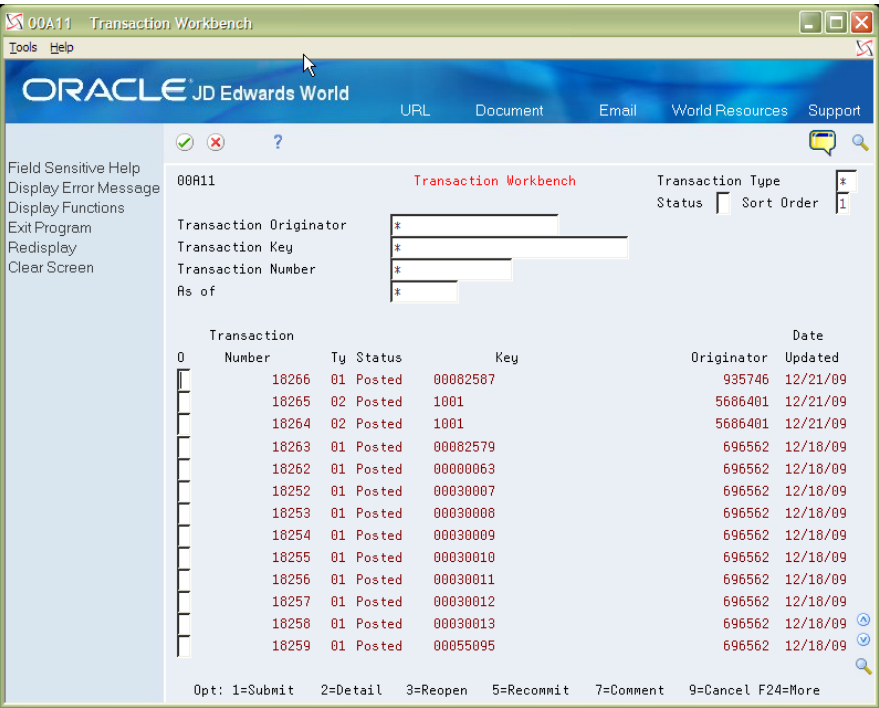 00A11 Transaction Workbench
Tools Help
ORACLE JD Edwards World
URL Document Email World Resources Support
?
Field Sensitive Help
Display Error Message
Display Functions
Exit Program
Redisplay
Clear Screen
00A11 Transaction Workbench Transaction Type *
Status Sort Order 1
Transaction Originator *
Transaction Key *
Transaction Number *
As of *
Transaction Date
O Number Ty Status Key Originator Updated
18266 01 Posted 00082587 935746 12/21/09
18265 02 Posted 1001 5686401 12/21/09
18264 02 Posted 1001 5686401 12/21/09
18263 01 Posted 00082579 696562 12/18/09
18262 01 Posted 00000063 696562 12/18/09
18252 01 Posted 00030007 696562 12/18/09
18253 01 Posted 00030008 696562 12/18/09
18254 01 Posted 00030009 696562 12/18/09
18255 01 Posted 00030010 696562 12/18/09
18256 01 Posted 00030011 696562 12/18/09
18257 01 Posted 00030012 696562 12/18/09
18258 01 Posted 00030013 696562 12/18/09
18259 01 Posted 00055095 696562 12/18/09
Opt: 1=Submit 2=Detail 3=Reopen 5=Recommit 7=Comment 9=Cancel F24=More